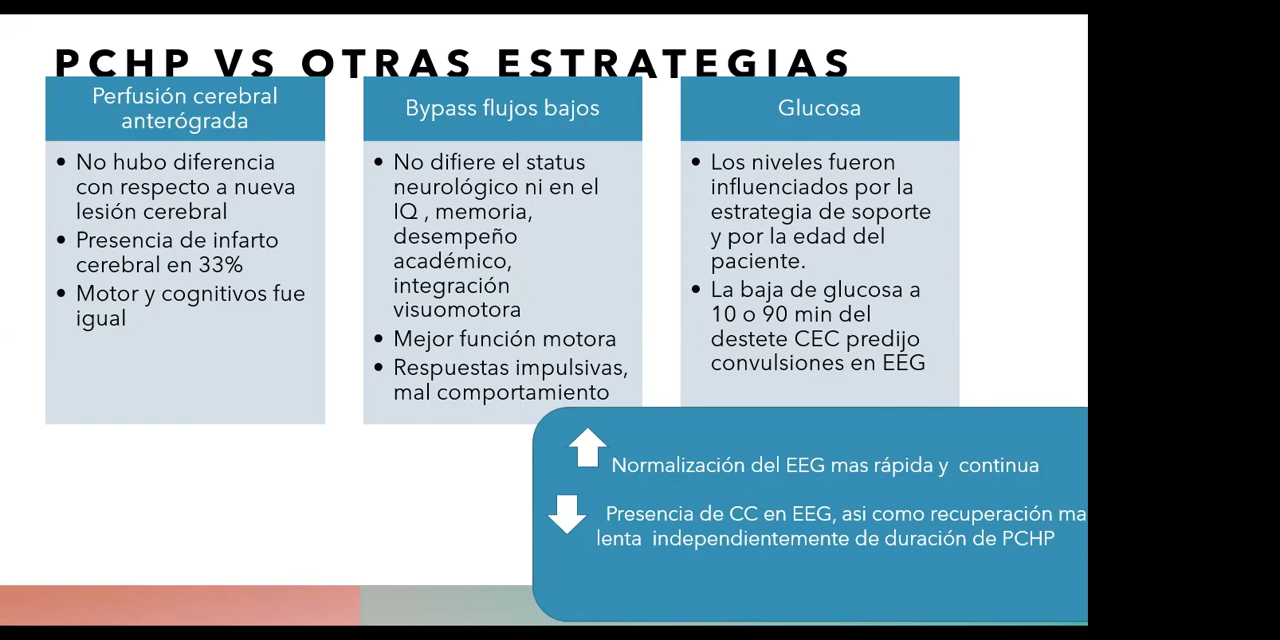 PCHP VS OTRAS ESTRATEGIAS
Perfusión cerebral
anterógrada
• No hubo diferencia
con respecto a nueva
lesión cerebral
• Presencia de infarto
cerebral en 33%
• Motor y cognitivos fue
igual
Bypass flujos bajos
• No difiere el status
neurológico ni en el
IQ , memoria,
desempeño
académico,
integración
visuomotora
• Mejor función motora
• Respuestas impulsivas,
mal comportamiento
Glucosa
• Los niveles fueron
influenciados por la
estrategia de soporte
y por la edad del
paciente.
• La baja de glucosa a
10 o 90 min del
destete CEC predijo
convulsiones en EEG
Normalización del EEG mas rápida y continua
Presencia de CC en EEG, asi como recuperación ma
lenta independientemente de duración de PCHP